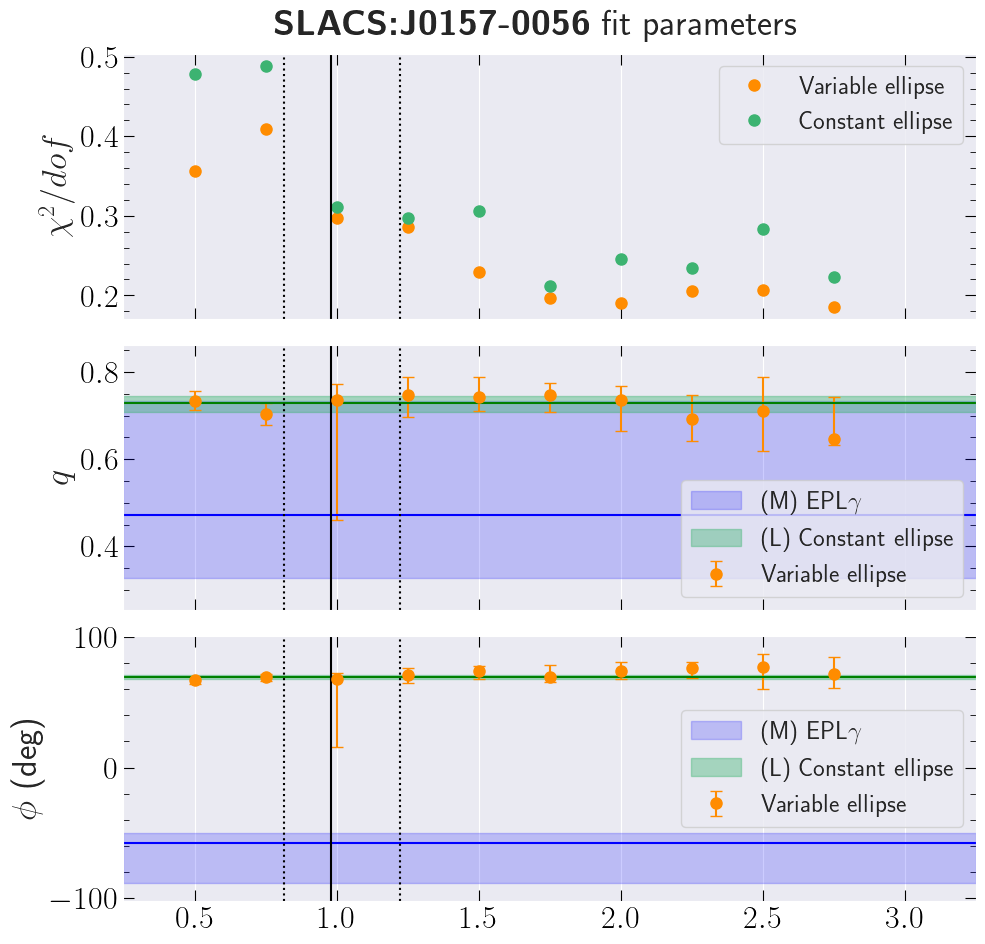 SLACS:J0157-0056 fit parameters
0.5
0.4
0.3
0.2
χ²/dof
Variable ellipse
Constant ellipse
0.8
0.6
0.4
q
(M) EPLγ
(L) Constant ellipse
Variable ellipse
100
0
−100
ϕ (deg)
(M) EPLγ
(L) Constant ellipse
Variable ellipse
0.5 1.0 1.5 2.0 2.5 3.0